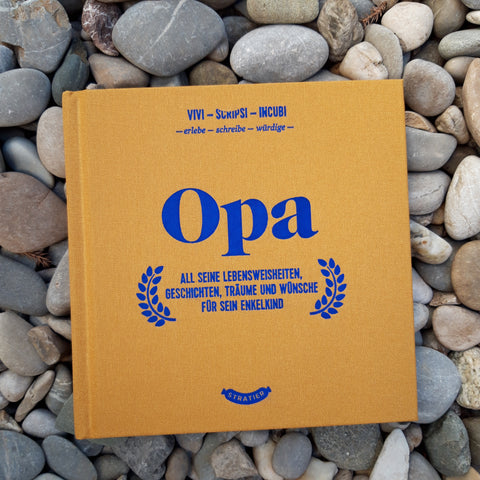 VIVI – SCRIPSI – INCUBI
— erlebe — schreibe — würdige —
Opa
ALL SEINE LEBENSWEISHEITEN,
GESCHICHTEN, TRÄUME UND WÜNSCHE
FÜR SEIN ENKELKIND
STRATIER